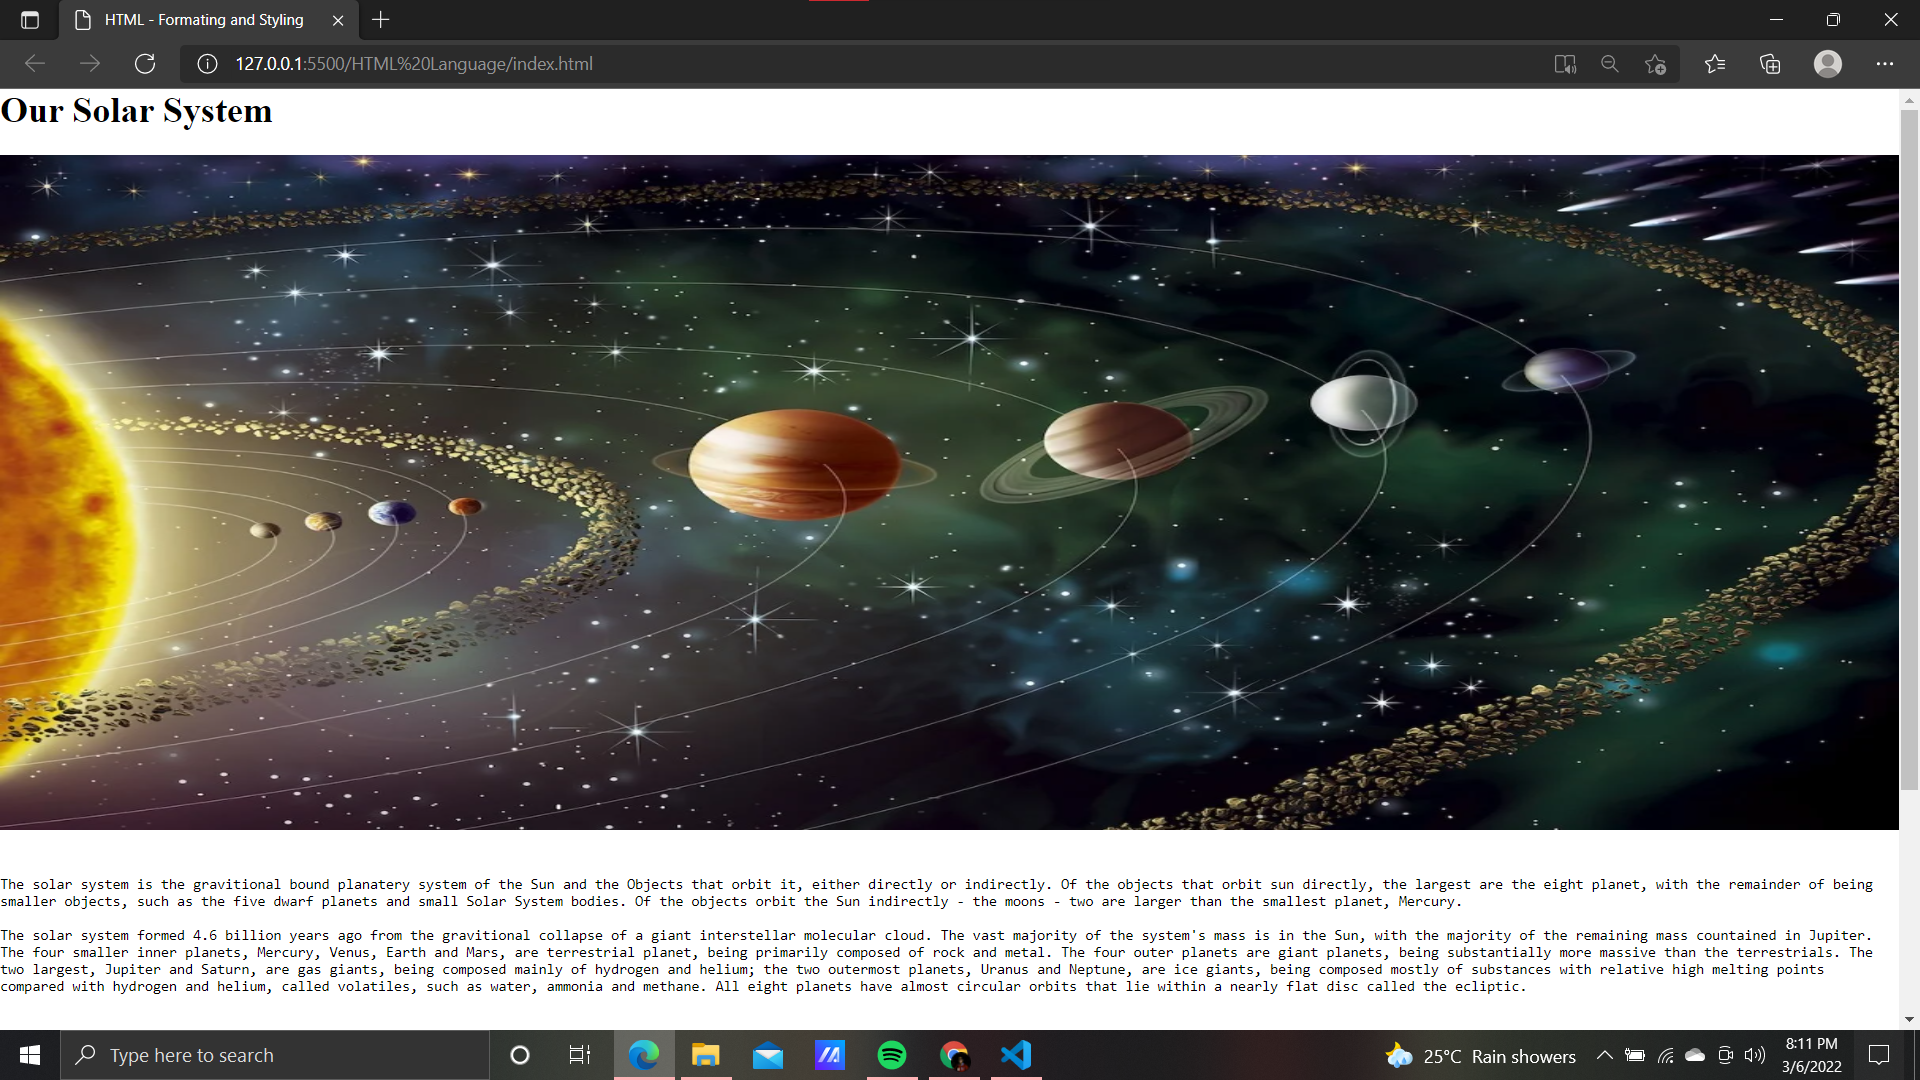 HTML - Formating and Styling
127.0.0.1:5500/HTML%20Language/index.html
Our Solar System
The solar system is the gravitional bound planatery system of the Sun and the Objects that orbit it, either directly or indirectly. Of the objects that orbit sun directly, the largest are the eight planet, with the remainder of being
smaller objects, such as the five dwarf planets and small Solar System bodies. Of the objects orbit the Sun indirectly - the moons - two are larger than the smallest planet, Mercury.
The solar system formed 4.6 billion years ago from the gravitional collapse of a giant interstellar molecular cloud. The vast majority of the system's mass is in the Sun, with the majority of the remaining mass countained in Jupiter.
The four smaller inner planets, Mercury, Venus, Earth and Mars, are terrestrial planet, being primarily composed of rock and metal. The four outer planets are giant planets, being substantially more massive than the terrestrials. The
two largest, Jupiter and Saturn, are gas giants, being composed mainly of hydrogen and helium; the two outermost planets, Uranus and Neptune, are ice giants, being composed mostly of substances with relative high melting points
compared with hydrogen and helium, called volatiles, such as water, ammonia and methane. All eight planets have almost circular orbits that lie within a nearly flat disc called the ecliptic.
Type here to search
25°C Rain showers
8:11 PM
3/6/2022